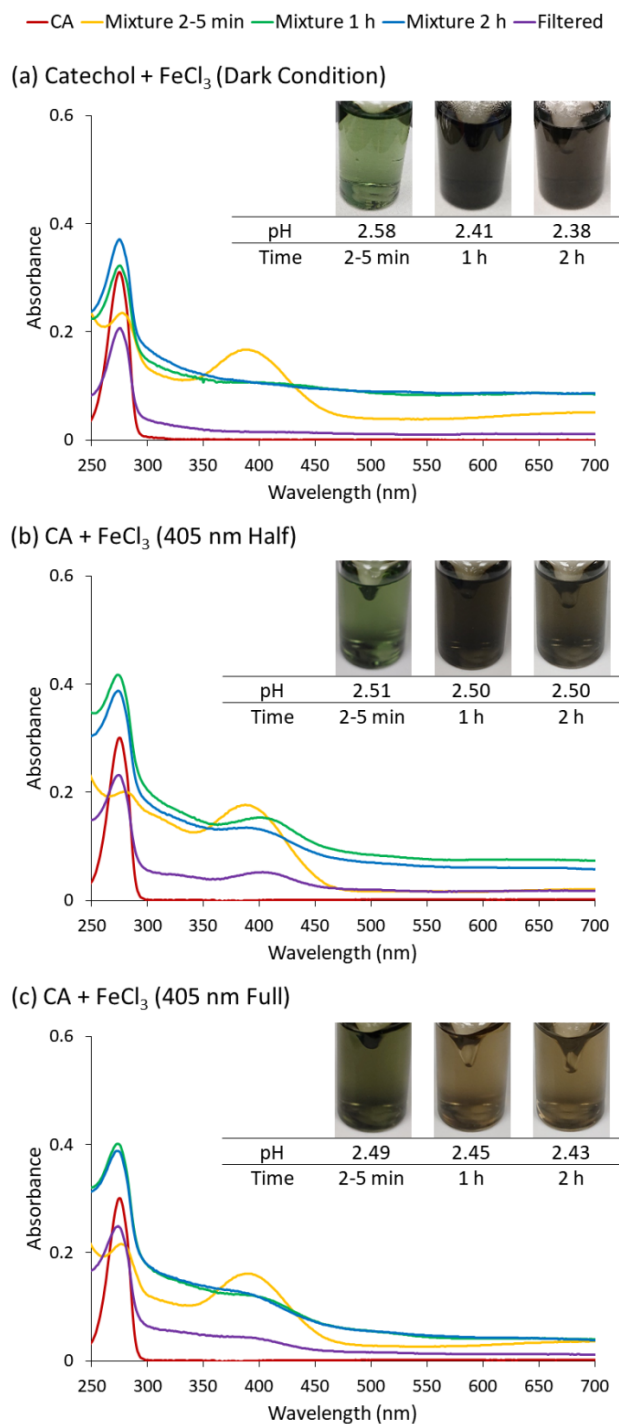 CA Mixture 2-5 min Mixture 1 h Mixture 2 h Filtered
(a) Catechol + FeCl₃ (Dark Condition)
0.6
0.4
0.2
0
Absorbance
pH 2.58 2.41 2.38
Time 2-5 min 1 h 2 h
250 300 350 400 450 500 550 600 650 700
Wavelength (nm)
(b) CA + FeCl₃ (405 nm Half)
0.6
0.4
0.2
0
Absorbance
pH 2.51 2.50 2.50
Time 2-5 min 1 h 2 h
250 300 350 400 450 500 550 600 650 700
Wavelength (nm)
(c) CA + FeCl₃ (405 nm Full)
0.6
0.4
0.2
0
Absorbance
pH 2.49 2.45 2.43
Time 2-5 min 1 h 2 h
250 300 350 400 450 500 550 600 650 700
Wavelength (nm)